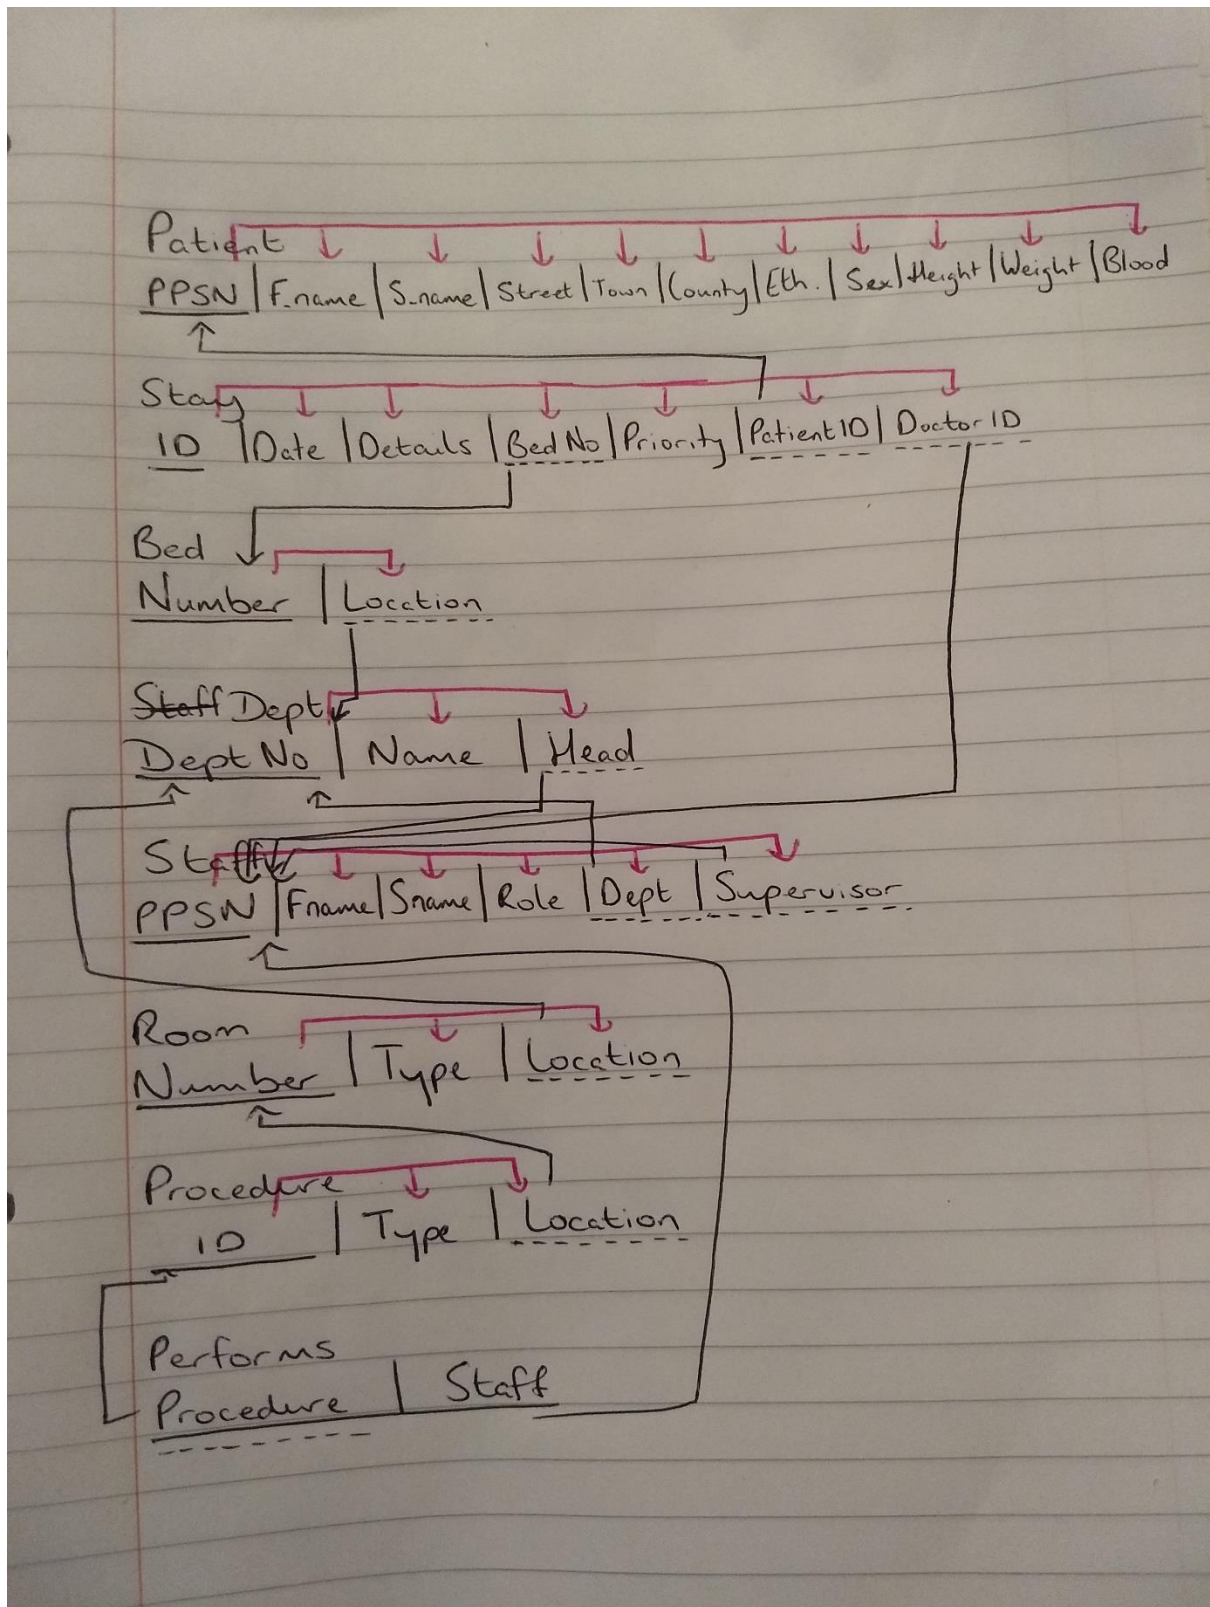 Patient
PPSN | F.name | S.name | Street | Town | County | Eth. | Sex | Height | Weight | Blood
Stay
ID | Date | Details | Bed No | Priority | Patient ID | Doctor ID
Bed
Number | Location
Staff Dept
Dept No | Name | Head
Staff
PPSN | Fname | Sname | Role | Dept | Supervisor
Room
Number | Type | Location
Procedure
ID | Type | Location
Performs
Procedure | Staff